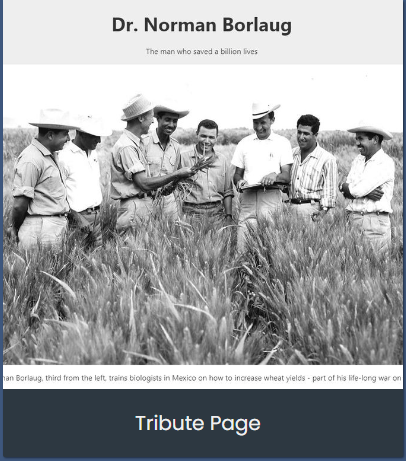 Dr. Norman Borlaug
The man who saved a billion lives
Borlaug, third from the left, trains biologists in Mexico on how to increase wheat yields - part of his life-long war on
Tribute Page